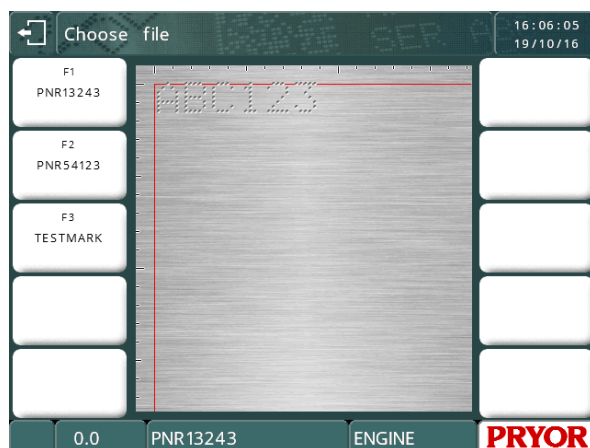 Choose file
16:06:05
19/10/16
F1
PNR13243
F2
PNR54123
F3
TESTMARK
ABC123
0.0
PNR13243
ENGINE
PRYOR